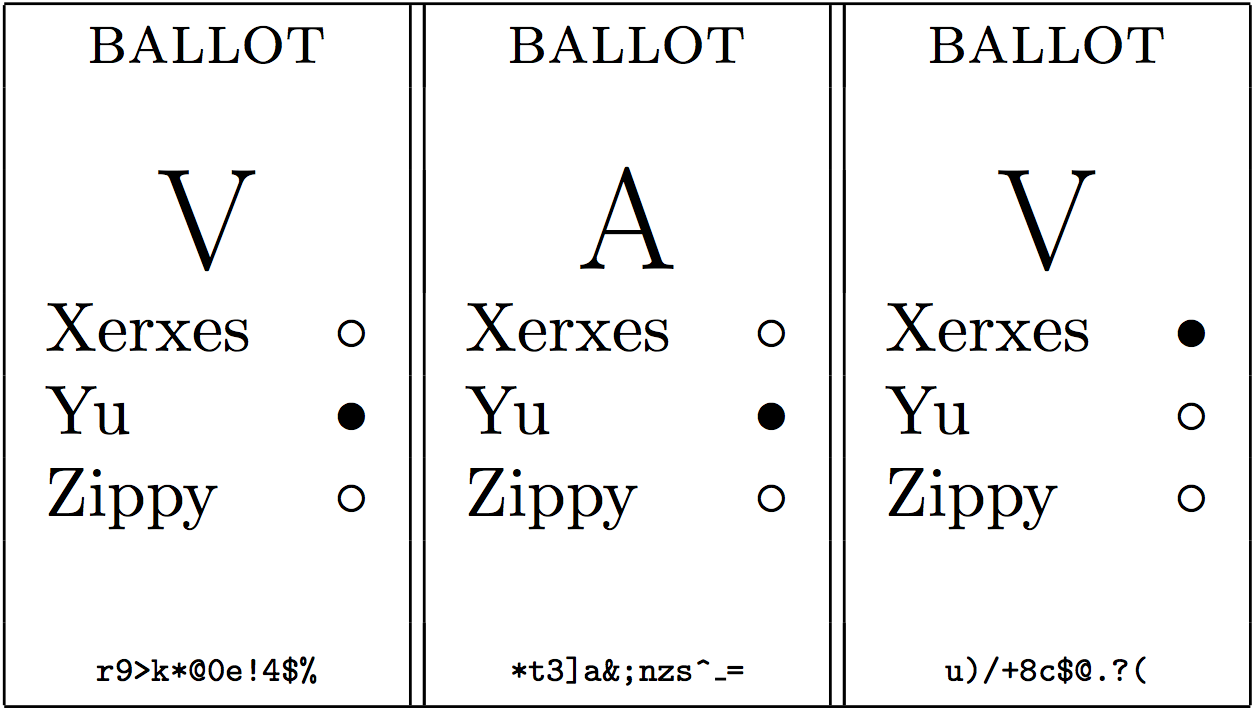 BALLOT
V
Xerxes ○
Yu ●
Zippy ○
r9>k*@0e!4$%
BALLOT
A
Xerxes ○
Yu ●
Zippy ○
*t3]a&;nzs^_=
BALLOT
V
Xerxes ●
Yu ○
Zippy ○
u)/+8c$@.?(